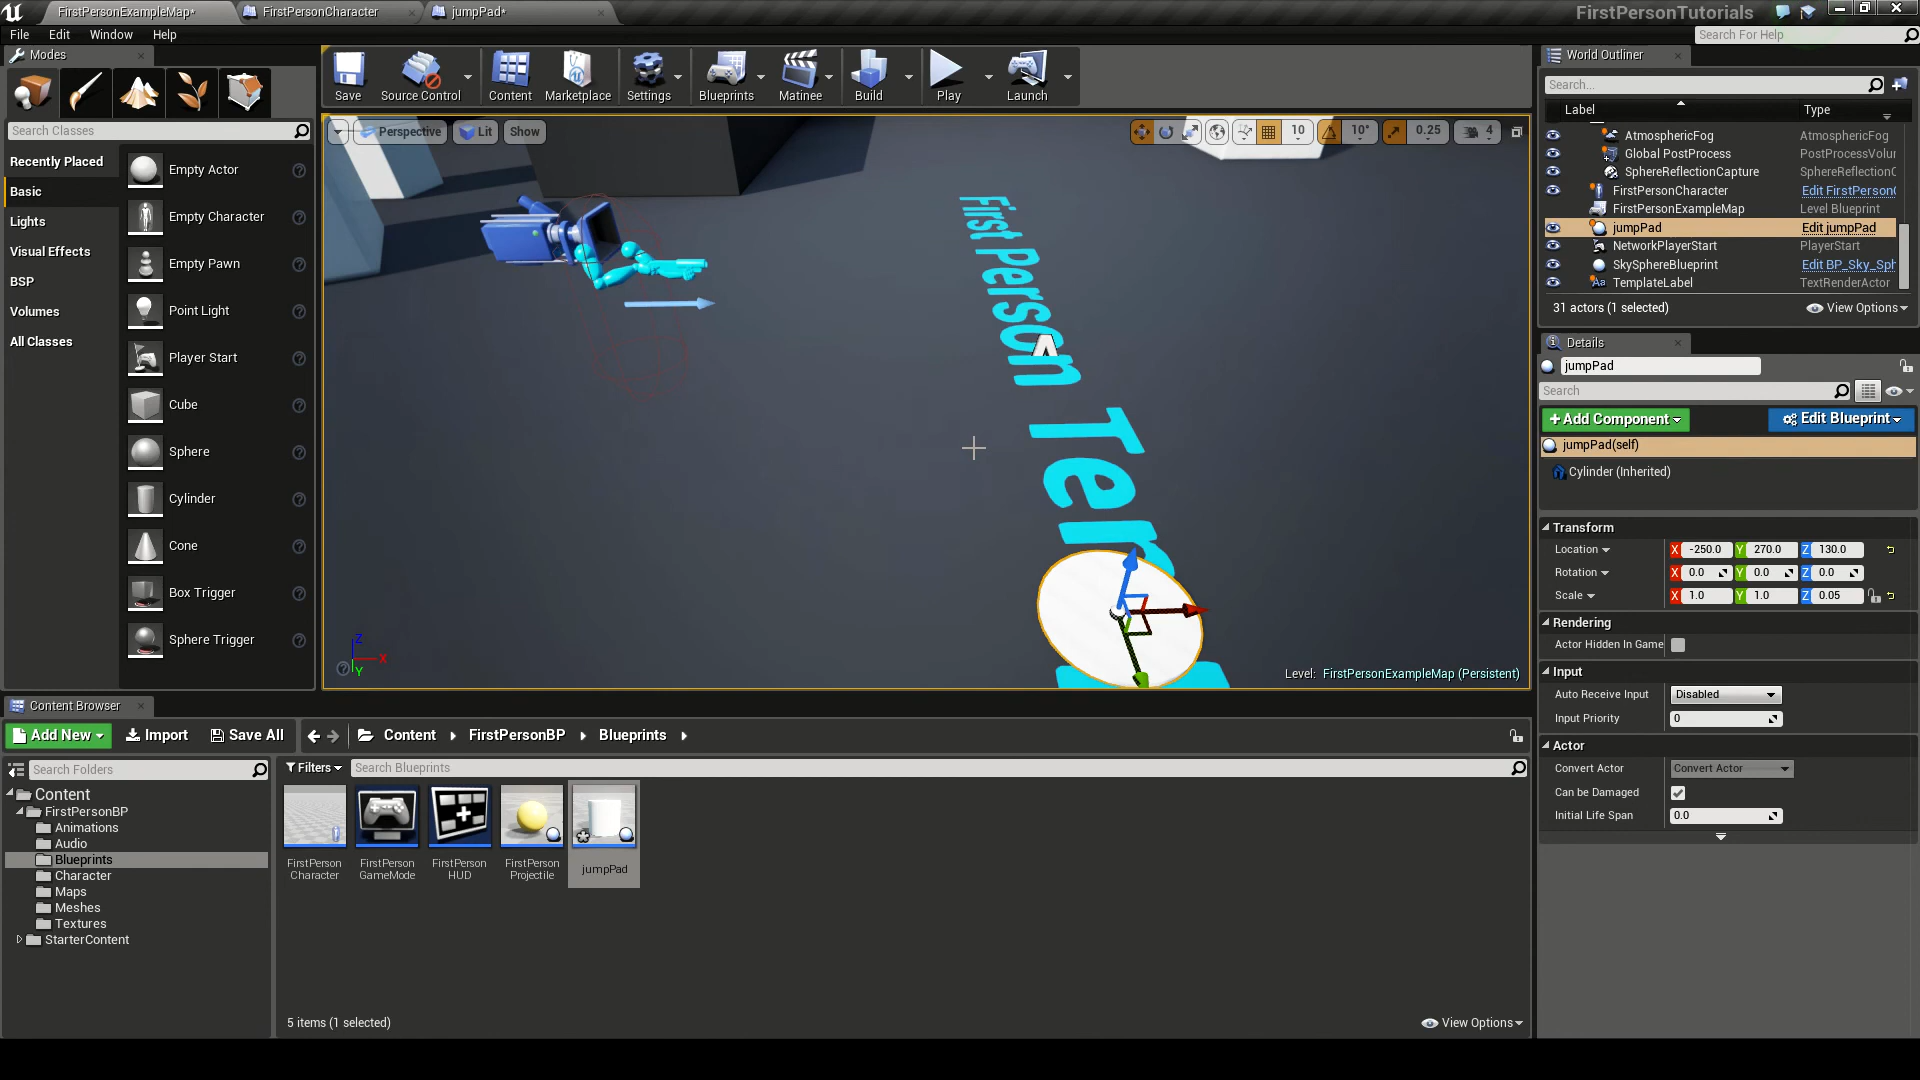 FirstPersonExampleMap*
FirstPersonCharacter
jumpPad*
FirstPersonTutorials
File
Edit
Window
Help
Search For Help
Modes
Save
Source Control
Content
Marketplace
Settings
Blueprints
Matinee
Build
Play
Launch
Search Classes
Recently Placed
Basic
Lights
Visual Effects
BSP
Volumes
All Classes
Empty Actor
Empty Character
Empty Pawn
Point Light
Player Start
Cube
Sphere
Cylinder
Cone
Box Trigger
Sphere Trigger
Perspective
Lit
Show
10
10°
0.25
4
First Person Tem
Z
X
Y
Level: FirstPersonExampleMap (Persistent)
World Outliner
Search...
Label
Type
AtmosphericFog
AtmosphericFog
Global PostProcess
PostProcessVolur
SphereReflectionCapture
SphereReflectionC
FirstPersonCharacter
Edit FirstPerson(
FirstPersonExampleMap
Level Blueprint
jumpPad
Edit jumpPad
NetworkPlayerStart
PlayerStart
SkySphereBlueprint
Edit BP_Sky_Sph
TemplateLabel
TextRenderActor
31 actors (1 selected)
View Options
Details
jumpPad
Search
+Add Component
Edit Blueprint
jumpPad(self)
Cylinder (Inherited)
Transform
Location
X -250.0 Y 270.0 Z 130.0
Rotation
X 0.0 Y 0.0 Z 0.0
Scale
X 1.0 Y 1.0 Z 0.05
Rendering
Actor Hidden In Game
Input
Auto Receive Input
Disabled
Input Priority
0
Actor
Convert Actor
Convert Actor
Can be Damaged
Initial Life Span
0.0
Content Browser
Add New
Import
Save All
Content
FirstPersonBP
Blueprints
Search Folders
Filters
Search Blueprints
Content
FirstPersonBP
Animations
Audio
Blueprints
Character
Maps
Meshes
Textures
StarterContent
FirstPerson
Character
FirstPerson
GameMode
FirstPerson
HUD
FirstPerson
Projectile
jumpPad
5 items (1 selected)
View Options